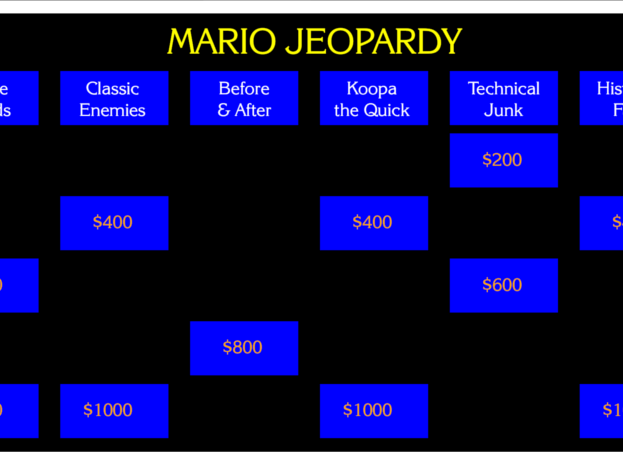 MARIO JEOPARDY
Classic
Enemies
Before
& After
Koopa
the Quick
Technical
Junk
$200
$400
$400
$600
$800
$1000
$1000